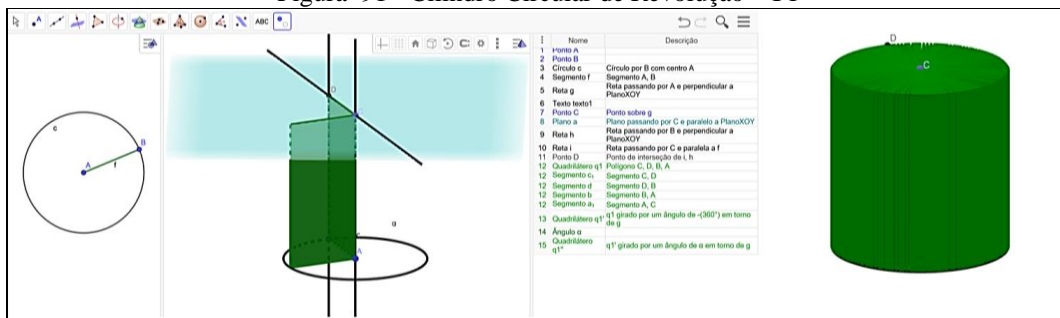 Figura 91 - Cilindro Circular de Revolução - P1
ABC
c
B
A
f
D
C
α
A
Nome Descrição
1 Ponto A
2 Ponto B
3 Círculo c Círculo por B com centro A
4 Segmento f Segmento A, B
5 Reta g Reta passando por A e perpendicular a
PlanoXOY
6 Texto texto1
7 Ponto C Ponto sobre g
8 Plano a Plano passando por C e paralelo a PlanoXOY
9 Reta h Reta passando por B e perpendicular a
PlanoXOY
10 Reta i Reta passando por C e paralela a f
11 Ponto D Ponto de interseção de i, h
12 Quadrilátero q1 Polígono C, D, B, A
12 Segmento c₁ Segmento C, D
12 Segmento d Segmento D, B
12 Segmento b Segmento B, A
12 Segmento a₁ Segmento A, C
13 Quadrilátero q1' q1 girado por um ângulo de -(360°) em torno
de g
14 Ângulo α
15 Quadrilátero
q1" q1' girado por um ângulo de α em torno de g
D
C